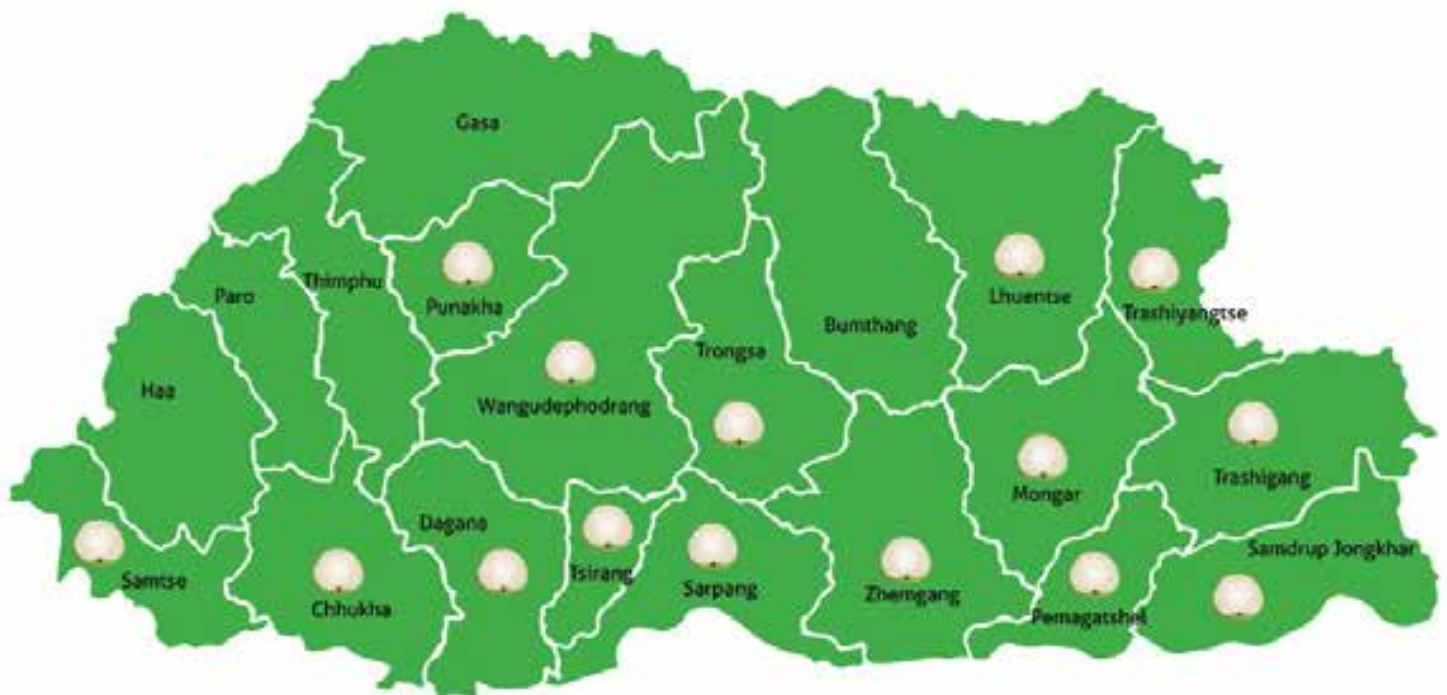 Gasa
Thimphu
Paro
Punakha
Lhuentse
Trashiyangtse
Bumthang
Trongsa
Haa
Wangudephodrang
Trashigang
Mongar
Dagana
Samdrup Jongkhar
Samtse
Tsirang
Sarpang
Zhemgang
Chhukha
Pemagatshel